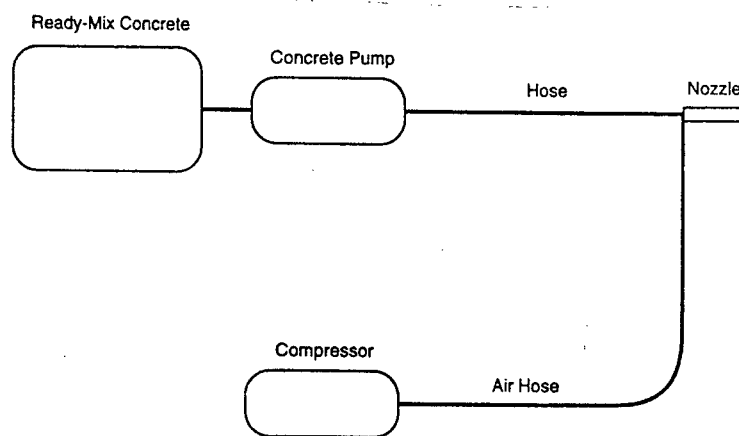 Ready-Mix Concrete
Concrete Pump
Hose
Nozzle
Compressor
Air Hose